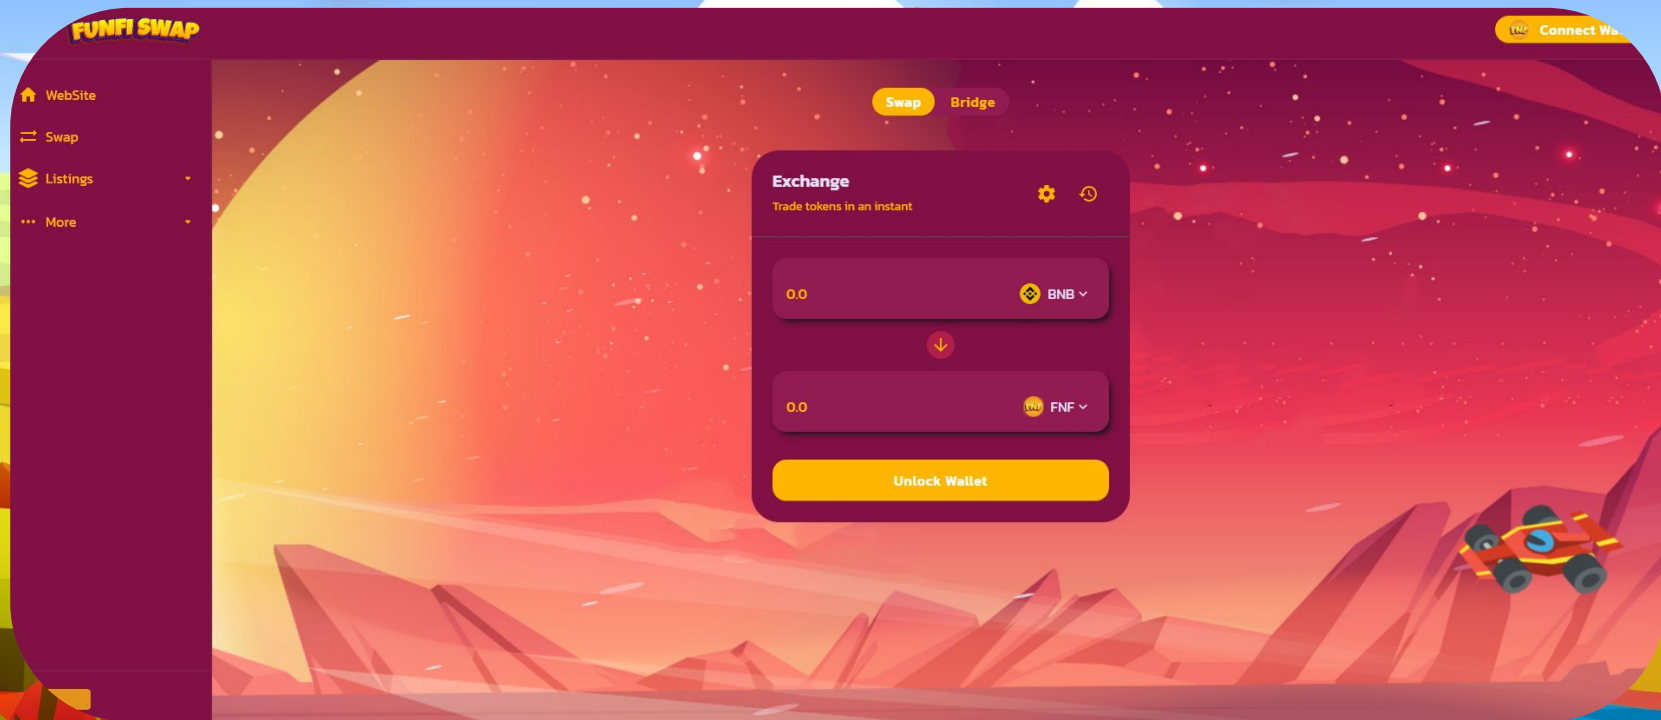 FUNFI SWAP
Connect Wa
WebSite
Swap
Listings
More
Swap
Bridge
Exchange
Trade tokens in an instant
0.0
BNB
0.0
FNF
Unlock Wallet